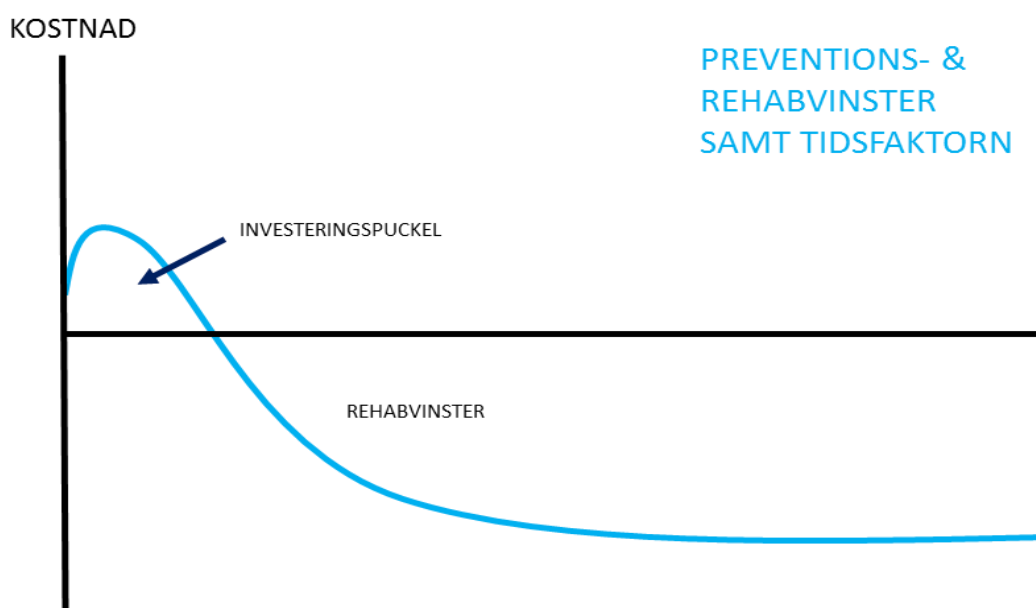 KOSTNAD
PREVENTIONS- &
REHABVINSTER
SAMT TIDSFAKTORN
INVESTERINGSPUCKEL
REHABVINSTER